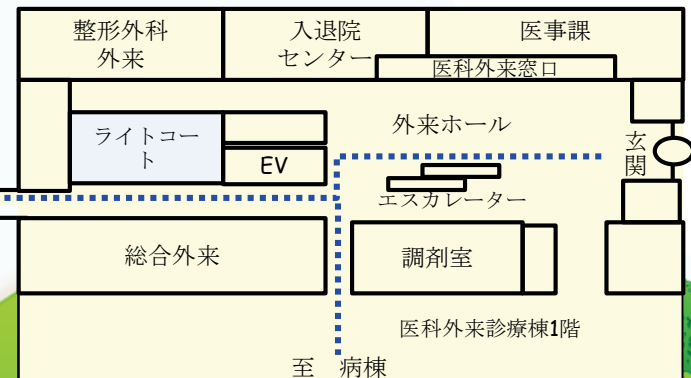 整形外科
外来
入退院
センター
医事課
医科外来窓口
ライトコー
ト
EV
外来ホール
玄
関
エスカレーター
総合外来
調剤室
医科外来診療棟1階
至 病棟